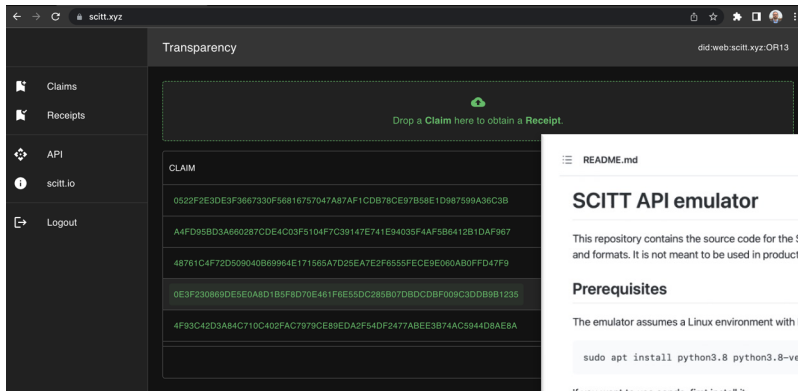 scitt.xyz
Transparency
did:web:scitt.xyz:OR13
Claims
Receipts
API
scitt.io
Logout
Drop a Claim here to obtain a Receipt.
CLAIM
0522F2E3DE3F3667330F56816757047A87AF1CDB78CE97B58E1D987599A36C3B
A4FD95BD3A660287CDE4C03F5104F7C39147E741E94035F4AF5B6412B1DAF967
48761C4F72D509040B69964E171565A7D25EA7E2F6555FECE9E060AB0FFD47F9
0E3F230869DE5E0A8D1B5F8D70E461F6E55DC285B07DBDCDBF009C3DDB9B1235
4F93C42D3A84C710C402FAC7979CE89EDA2F54DF2477ABEE3B74AC5944D8AE8A
README.md
SCITT API emulator
This repository contains the source code for the
and formats. It is not meant to be used in product
Prerequisites
The emulator assumes a Linux environment with
sudo apt install python3.8 python3.8-ve